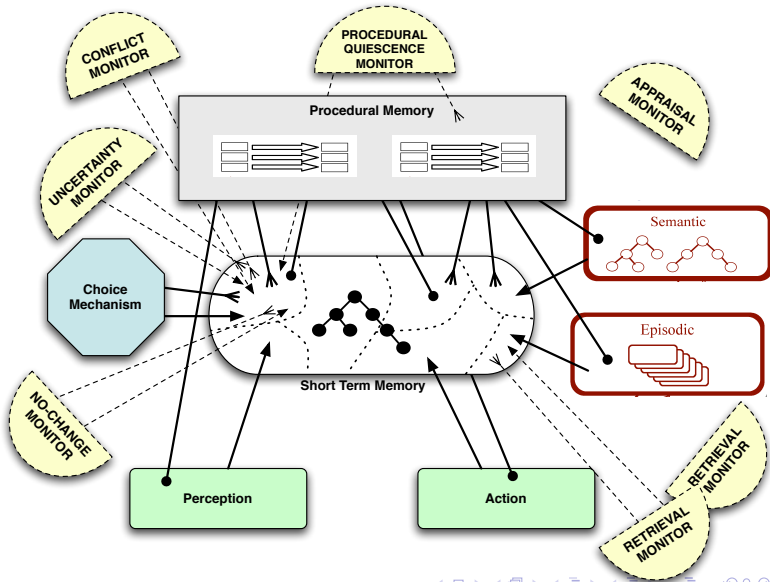 CONFLICT
MONITOR
PROCEDURAL
QUIESCENCE
MONITOR
APPRAISAL
MONITOR
Procedural Memory
UNCERTAINTY
MONITOR
Semantic
Choice
Mechanism
Episodic
Short Term Memory
NO-CHANGE
MONITOR
Perception
Action
RETRIEVAL
MONITOR
RETRIEVAL
MONITOR